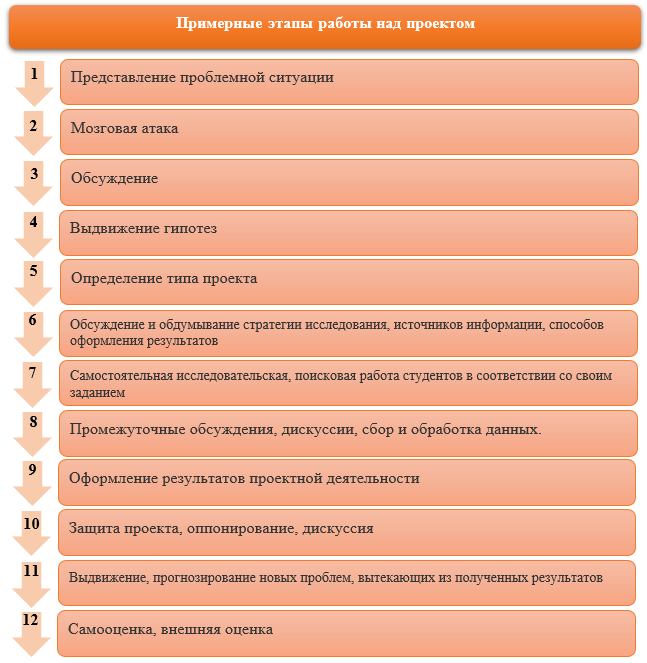 Примерные этапы работы над проектом
1
Представление проблемной ситуации
2
Мозговая атака
3
Обсуждение
4
Выдвижение гипотез
5
Определение типа проекта
6
Обсуждение и обдумывание стратегии исследования, источников информации, способов
оформления результатов
7
Самостоятельная исследовательская, поисковая работа студентов в соответствии со своим
заданием
8
Промежуточные обсуждения, дискуссии, сбор и обработка данных.
9
Оформление результатов проектной деятельности
10
Защита проекта, оппонирование, дискуссия
11
Выдвижение, прогнозирование новых проблем, вытекающих из полученных результатов
12
Самооценка, внешняя оценка